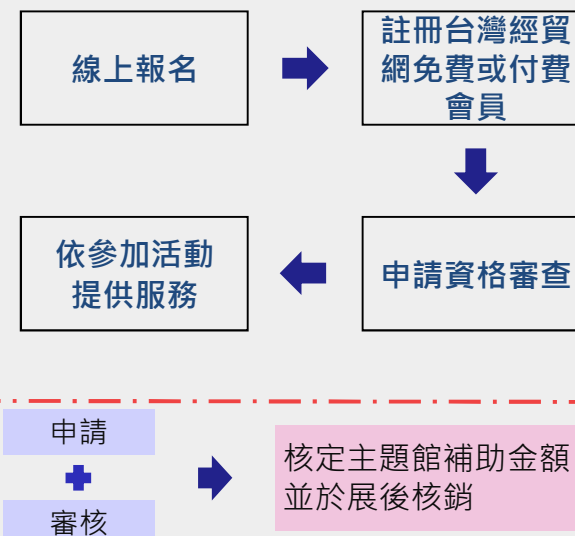 線上報名
註冊台灣經貿
網免費或付費
會員
申請資格審查
依參加活動
提供服務
申請
審核
核定主題館補助金額
並於展後核銷